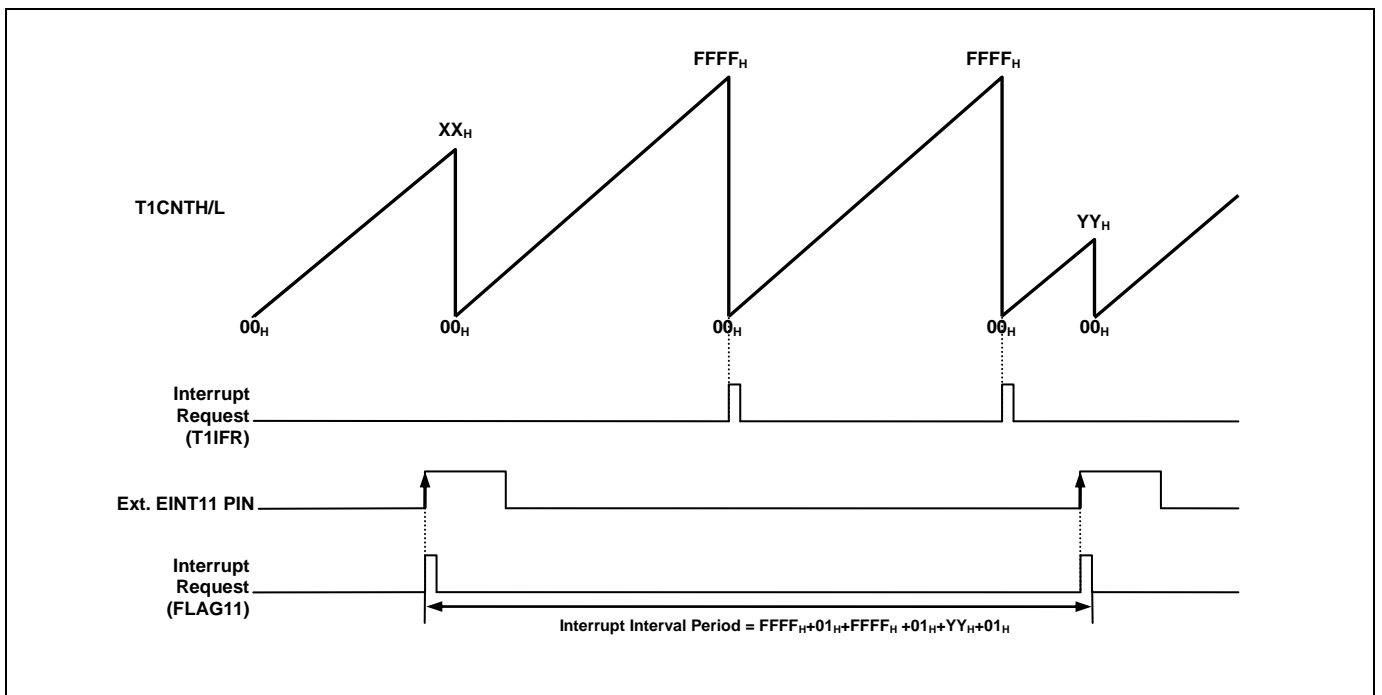 FFFFH FFFFH
XXH
T1CNTH/L
YYH
00H 00H 00H 00H 00H
Interrupt
Request
(T1IFR)
Ext. EINT11 PIN
Interrupt
Request
(FLAG11)
Interrupt Interval Period = FFFFH+01H+FFFFH +01H+YYH+01H